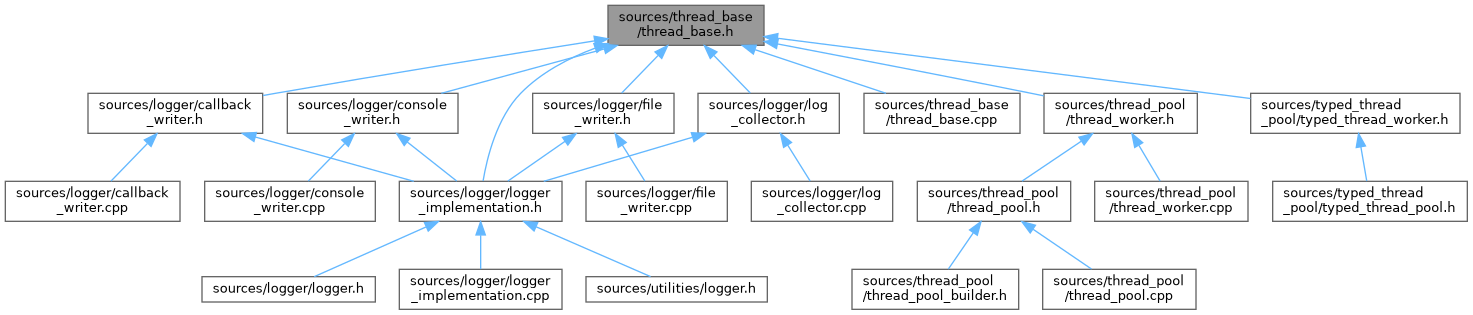 sources/thread_base
/thread_base.h
sources/logger/callback
_writer.h
sources/logger/console
_writer.h
sources/logger/file
_writer.h
sources/logger/log
_collector.h
sources/thread_base
/thread_base.cpp
sources/thread_pool
/thread_worker.h
sources/typed_thread
_pool/typed_thread_worker.h
sources/logger/callback
_writer.cpp
sources/logger/console
_writer.cpp
sources/logger/logger
_implementation.h
sources/logger/file
_writer.cpp
sources/logger/log
_collector.cpp
sources/thread_pool
/thread_pool.h
sources/thread_pool
/thread_worker.cpp
sources/typed_thread
_pool/typed_thread_pool.h
sources/logger/logger.h
sources/logger/logger
_implementation.cpp
sources/utilities/logger.h
sources/thread_pool
/thread_pool_builder.h
sources/thread_pool
/thread_pool.cpp